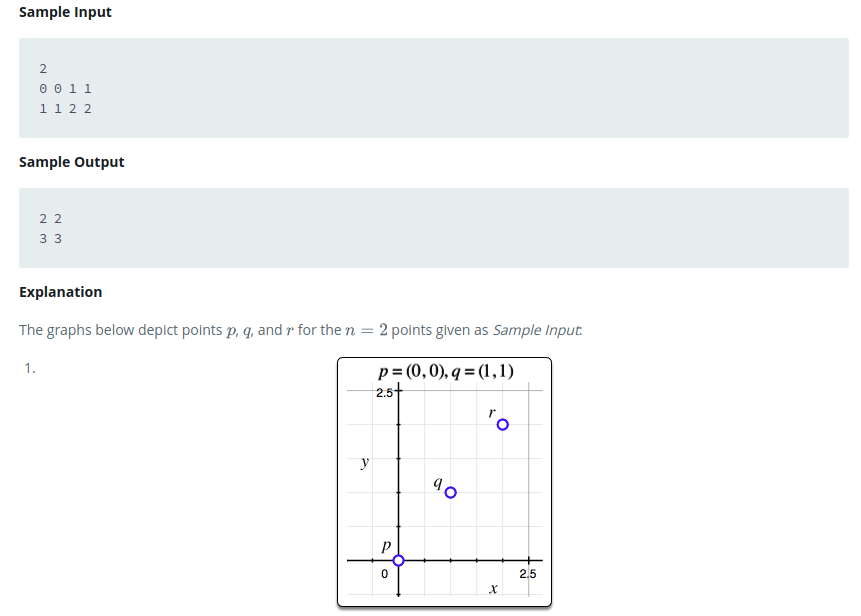 Sample Input
2
0 0 1 1
1 1 2 2
Sample Output
2 2
3 3
Explanation
The graphs below depict points p, q, and r for the n = 2 points given as Sample Input:
1.
p = (0, 0), q = (1, 1)
2.5
r
y
q
p
0
2.5
x